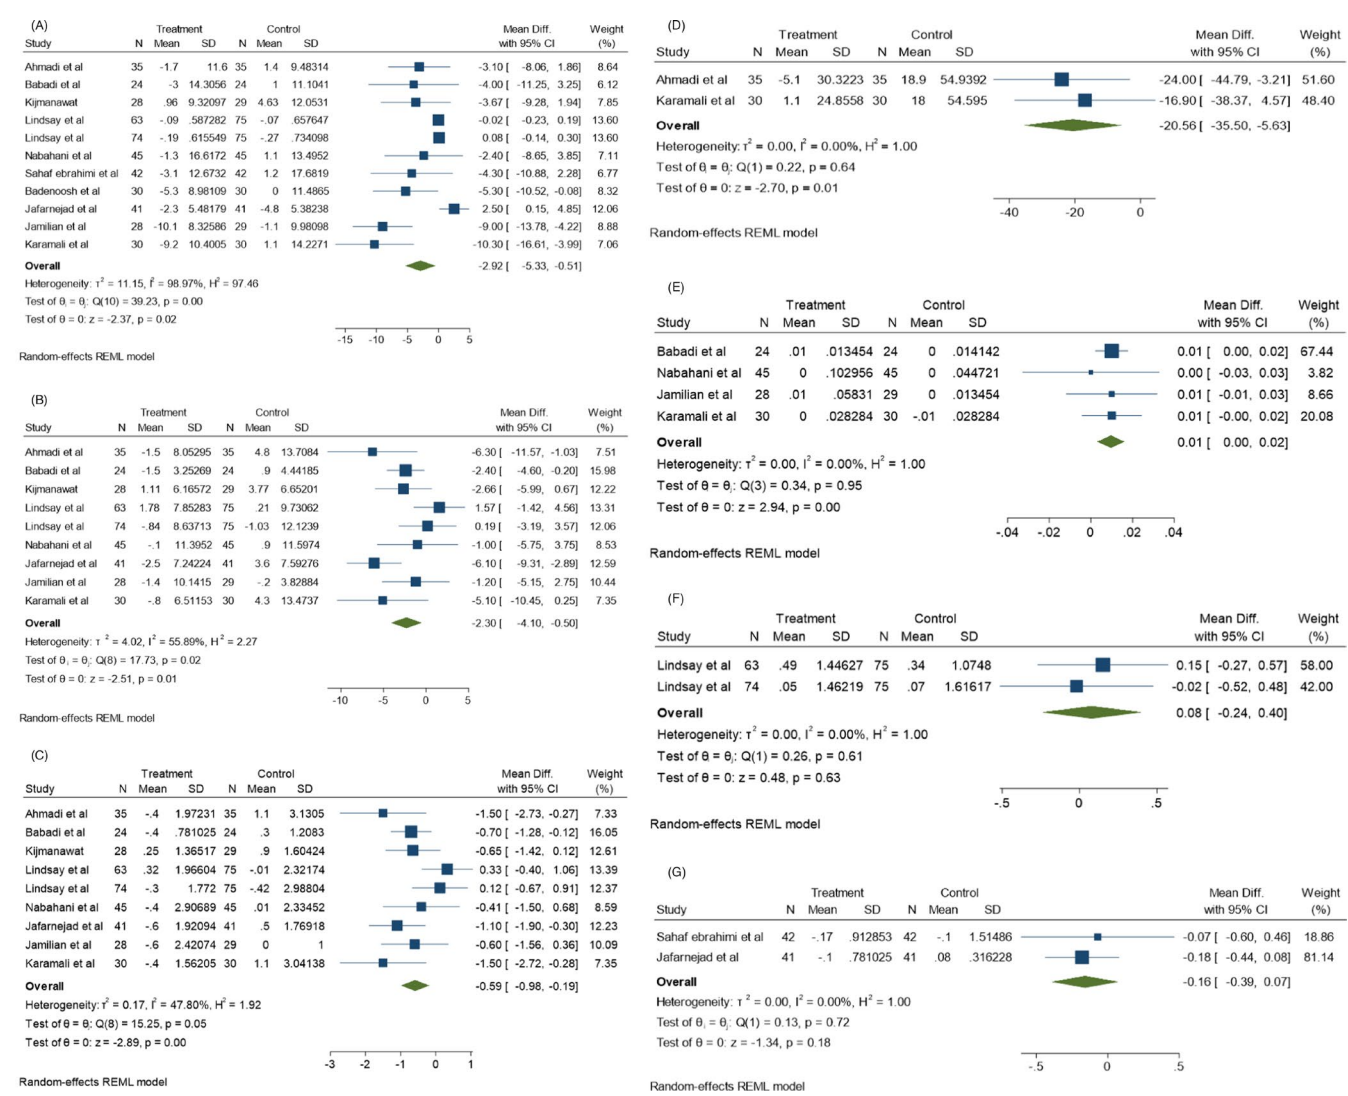 (A)
Treatment Control Mean Diff. Weight
Study N Mean SD N Mean SD with 95% CI (%)
Ahmadi et al 35 -1.7 11.6 35 1.4 9.48314 -3.10 [ -8.06, 1.86] 8.64
Babadi et al 24 -3 14.3056 24 1 11.1041 -4.00 [ -11.25, 3.25] 6.12
Kijmanawat 28 .96 9.32097 29 4.63 12.0531 -3.67 [ -9.28, 1.94] 7.85
Lindsay et al 63 -.09 .587282 75 -.07 .657647 -0.02 [ -0.23, 0.19] 13.60
Lindsay et al 74 -.19 .615549 75 -.27 .734098 0.08 [ -0.14, 0.30] 13.60
Nabahani et al 45 -1.3 16.6172 45 1.1 13.4952 -2.40 [ -8.65, 3.85] 7.11
Sahaf ebrahimi et al 42 -3.1 12.6732 42 1.2 17.6819 -4.30 [ -10.88, 2.28] 6.77
Badenoosh et al 30 -5.3 8.98109 30 0 11.4865 -5.30 [ -10.52, -0.08] 8.32
Jafarnejad et al 41 -2.3 5.48179 41 -4.8 5.38238 2.50 [ 0.15, 4.85] 12.06
Jamilian et al 28 -10.1 8.32586 29 -1.1 9.98098 -9.00 [ -13.78, -4.22] 8.88
Karamali et al 30 -9.2 10.4005 30 1.1 14.2271 -10.30 [ -16.61, -3.99] 7.06
Overall -2.92 [ -5.33, -0.51]
Heterogeneity: τ² = 11.15, I² = 98.97%, H² = 97.46
Test of θᵢ = θⱼ: Q(10) = 39.23, p = 0.00
Test of θ = 0: z = -2.37, p = 0.02
-15 -10 -5 0 5
Random-effects REML model
(B)
Treatment Control Mean Diff. Weight
Study N Mean SD N Mean SD with 95% CI (%)
Ahmadi et al 35 -1.5 8.05295 35 4.8 13.7084 -6.30 [ -11.57, -1.03] 7.51
Babadi et al 24 -1.5 3.25269 24 .9 4.44185 -2.40 [ -4.60, -0.20] 15.98
Kijmanawat 28 1.11 6.16572 29 3.77 6.65201 -2.66 [ -5.99, 0.67] 12.22
Lindsay et al 63 1.78 7.85283 75 .21 9.73062 1.57 [ -1.42, 4.56] 13.31
Lindsay et al 74 -.84 8.63713 75 -1.03 12.1239 0.19 [ -3.19, 3.57] 12.06
Nabahani et al 45 -.1 11.3952 45 .9 11.5974 -1.00 [ -5.75, 3.75] 8.53
Jafarnejad et al 41 -2.5 7.24224 41 3.6 7.59276 -6.10 [ -9.31, -2.89] 12.59
Jamilian et al 28 -1.4 10.1415 29 -.2 3.82884 -1.20 [ -5.15, 2.75] 10.44
Karamali et al 30 -.8 6.51153 30 4.3 13.4737 -5.10 [ -10.45, 0.25] 7.35
Overall -2.30 [ -4.10, -0.50]
Heterogeneity: τ² = 4.02, I² = 55.89%, H² = 2.27
Test of θᵢ = θⱼ: Q(8) = 17.73, p = 0.02
Test of θ = 0: z = -2.51, p = 0.01
-10 -5 0 5
Random-effects REML model
(C)
Treatment Control Mean Diff. Weight
Study N Mean SD N Mean SD with 95% CI (%)
Ahmadi et al 35 -.4 1.97231 35 1.1 3.1305 -1.50 [ -2.73, -0.27] 7.33
Babadi et al 24 -.4 .781025 24 .3 1.2083 -0.70 [ -1.28, -0.12] 16.05
Kijmanawat 28 .25 1.36517 29 .9 1.60424 -0.65 [ -1.42, 0.12] 12.61
Lindsay et al 63 .32 1.96604 75 -.01 2.32174 0.33 [ -0.40, 1.06] 13.39
Lindsay et al 74 -.3 1.772 75 -.42 2.98804 0.12 [ -0.67, 0.91] 12.37
Nabahani et al 45 -.4 2.90689 45 .01 2.33452 -0.41 [ -1.50, 0.68] 8.59
Jafarnejad et al 41 -.6 1.92094 41 .5 1.76918 -1.10 [ -1.90, -0.30] 12.23
Jamilian et al 28 -.6 2.42074 29 0 1 -0.60 [ -1.56, 0.36] 10.09
Karamali et al 30 -.4 1.56205 30 1.1 3.04138 -1.50 [ -2.72, -0.28] 7.35
Overall -0.59 [ -0.98, -0.19]
Heterogeneity: τ² = 0.17, I² = 47.80%, H² = 1.92
Test of θ = θⱼ: Q(8) = 15.25, p = 0.05
Test of θ = 0: z = -2.89, p = 0.00
-3 -2 -1 0 1
Random-effects REML model
(D)
Treatment Control Mean Diff. Weight
Study N Mean SD N Mean SD with 95% CI (%)
Ahmadi et al 35 -5.1 30.3223 35 18.9 54.9392 -24.00 [ -44.79, -3.21] 51.60
Karamali et al 30 1.1 24.8558 30 18 54.595 -16.90 [ -38.37, 4.57] 48.40
Overall -20.56 [ -35.50, -5.63]
Heterogeneity: τ² = 0.00, I² = 0.00%, H² = 1.00
Test of θᵢ = θⱼ: Q(1) = 0.22, p = 0.64
Test of θ = 0: z = -2.70, p = 0.01
-40 -20 0
Random-effects REML model
(E)
Treatment Control Mean Diff. Weight
Study N Mean SD N Mean SD with 95% CI (%)
Babadi et al 24 .01 .013454 24 0 .014142 0.01 [ 0.00, 0.02] 67.44
Nabahani et al 45 0 .102956 45 0 .044721 0.00 [ -0.03, 0.03] 3.82
Jamilian et al 28 .01 .05831 29 0 .013454 0.01 [ -0.01, 0.03] 8.66
Karamali et al 30 0 .028284 30 -.01 .028284 0.01 [ -0.00, 0.02] 20.08
Overall 0.01 [ 0.00, 0.02]
Heterogeneity: τ² = 0.00, I² = 0.00%, H² = 1.00
Test of θᵢ = θⱼ: Q(3) = 0.34, p = 0.95
Test of θ = 0: z = 2.94, p = 0.00
-.04 -.02 0 .02 .04
Random-effects REML model
(F)
Treatment Control Mean Diff. Weight
Study N Mean SD N Mean SD with 95% CI (%)
Lindsay et al 63 .49 1.44627 75 .34 1.0748 0.15 [ -0.27, 0.57] 58.00
Lindsay et al 74 .05 1.46219 75 .07 1.61617 -0.02 [ -0.52, 0.48] 42.00
Overall 0.08 [ -0.24, 0.40]
Heterogeneity: τ² = 0.00, I² = 0.00%, H² = 1.00
Test of θᵢ = θⱼ: Q(1) = 0.26, p = 0.61
Test of θ = 0: z = 0.48, p = 0.63
-.5 0 .5
Random-effects REML model
(G)
Treatment Control Mean Diff. Weight
Study N Mean SD N Mean SD with 95% CI (%)
Sahaf ebrahimi et al 42 -.17 .912853 42 -.1 1.51486 -0.07 [ -0.60, 0.46] 18.86
Jafarnejad et al 41 -.1 .781025 41 .08 .316228 -0.18 [ -0.44, 0.08] 81.14
Overall -0.16 [ -0.39, 0.07]
Heterogeneity: τ² = 0.00, I² = 0.00%, H² = 1.00
Test of θᵢ = θⱼ: Q(1) = 0.13, p = 0.72
Test of θ = 0: z = -1.34, p = 0.18
-.5 0 .5
Random-effects REML model